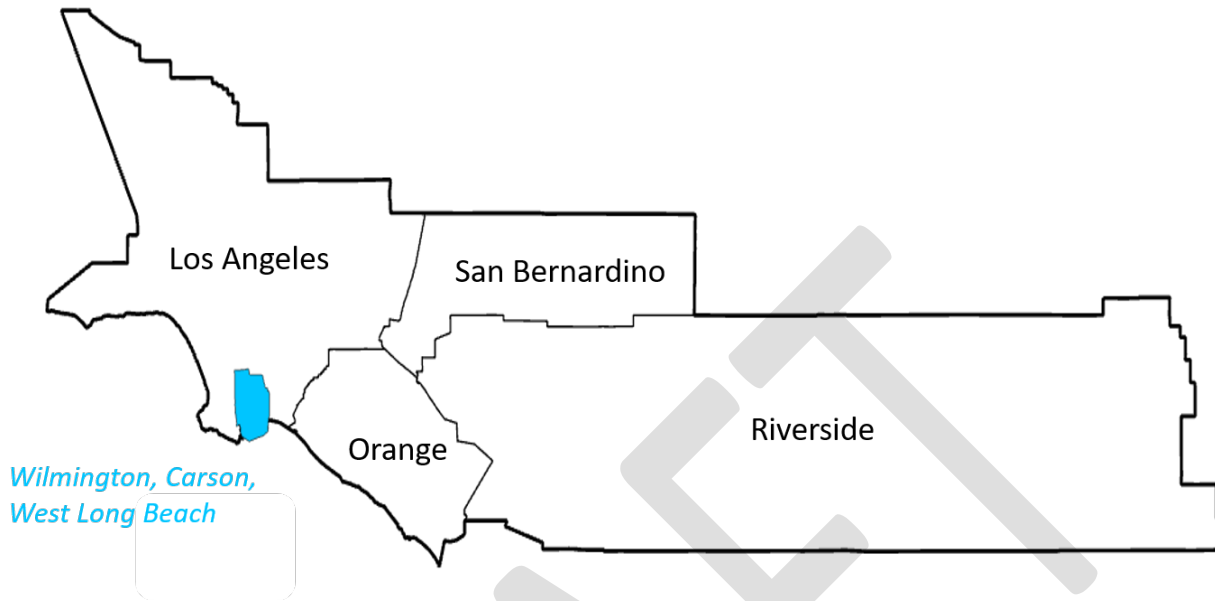 Los Angeles
San Bernardino
Riverside
Orange
Wilmington, Carson,
West Long Beach